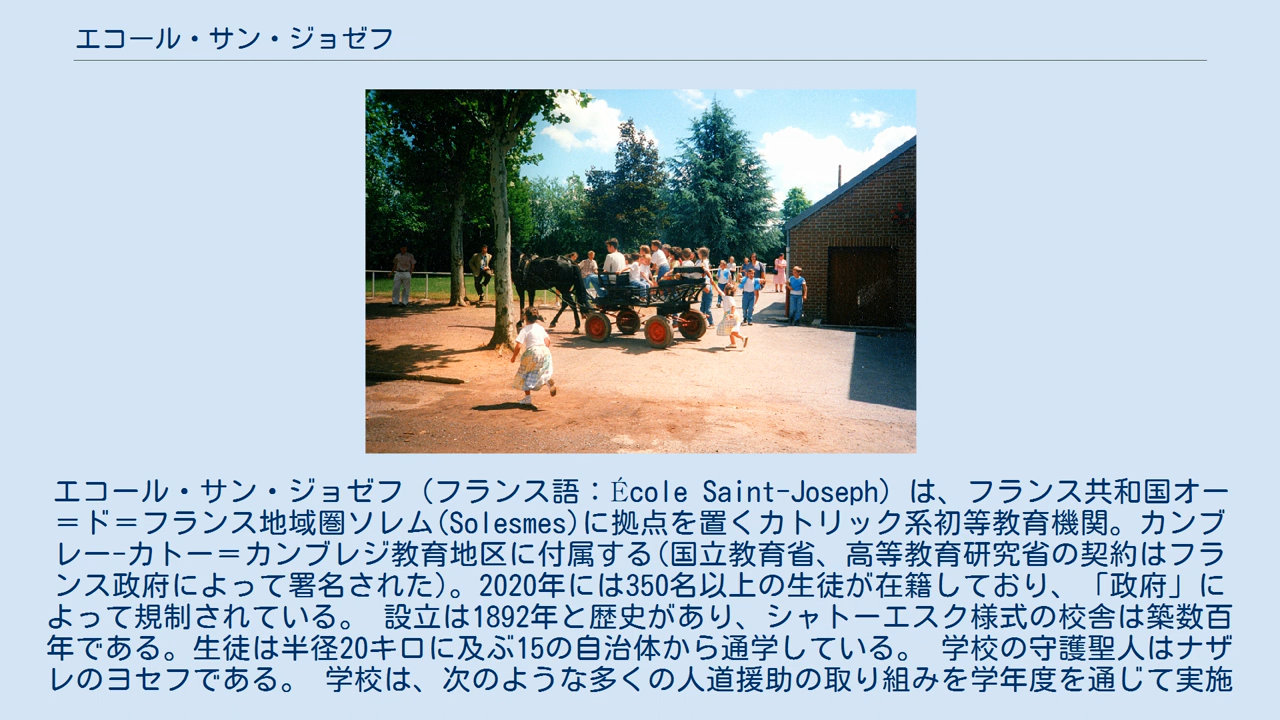 エコール・サン・ジョゼフ
エコール・サン・ジョゼフ（フランス語：École Saint-Joseph）は、フランス共和国オー
＝ド＝フランス地域圏ソレム(Solesmes)に拠点を置くカトリック系初等教育機関。カンブ
レー-カトー＝カンブレジ教育地区に付属する(国立教育省、高等教育研究省の契約はフラ
ンス政府によって署名された)。2020年には350名以上の生徒が在籍しており、「政府」に
よって規制されている。 設立は1892年と歴史があり、シャトーエスク様式の校舎は築数百
年である。生徒は半径20キロに及ぶ15の自治体から通学している。 学校の守護聖人はナザ
レのヨセフである。 学校は、次のような多くの人道援助の取り組みを学年度を通じて実施